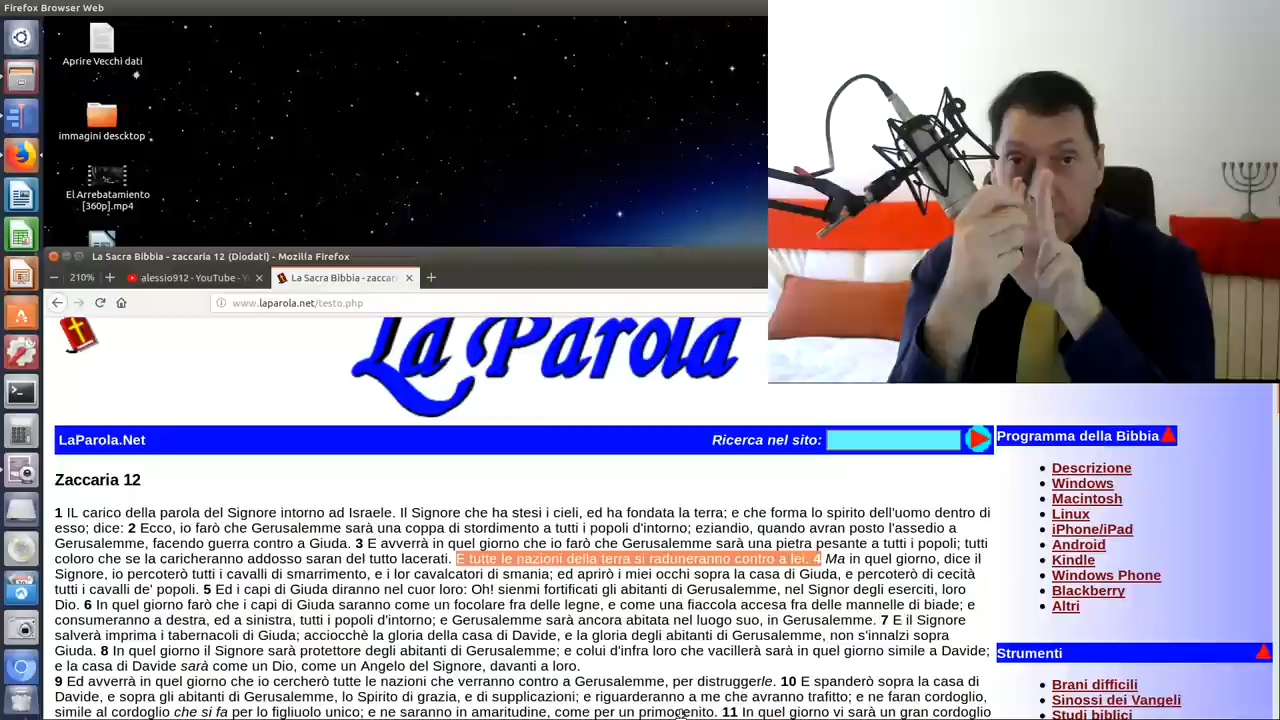 Firefox Browser Web
Aprire Vecchi dati
immagini descktop
El Arrebatamiento
[360p].mp4
La Sacra Bibbia - zaccaria 12 (Diodati) - Mozilla Firefox
210%
alessio912 - YouTube - Y
La Sacra Bibbia - zaccar
www.laparola.net/testo.php
La Parola
LaParola.Net
Ricerca nel sito:
Zaccaria 12
1 IL carico della parola del Signore intorno ad Israele. Il Signore che ha stesi i cieli, ed ha fondata la terra; e che forma lo spirito dell'uomo dentro di
esso; dice: 2 Ecco, io farò che Gerusalemme sarà una coppa di stordimento a tutti i popoli d'intorno; eziandio, quando avran posto l'assedio a
Gerusalemme, facendo guerra contro a Giuda. 3 E avverrà in quel giorno che io farò che Gerusalemme sarà una pietra pesante a tutti i popoli; tutti
coloro che se la caricheranno addosso saran del tutto lacerati. E tutte le nazioni della terra si raduneranno contro a lei. 4 Ma in quel giorno, dice il
Signore, io percoterò tutti i cavalli di smarrimento, e i lor cavalcatori di smania; ed aprirò i miei occhi sopra la casa di Giuda, e percoterò di cecità
tutti i cavalli de' popoli. 5 Ed i capi di Giuda diranno nel cuor loro: Oh! sienmi fortificati gli abitanti di Gerusalemme, nel Signor degli eserciti, loro
Dio. 6 In quel giorno farò che i capi di Giuda saranno come un focolare fra delle legne, e come una fiaccola accesa fra delle mannelle di biade; e
consumeranno a destra, ed a sinistra, tutti i popoli d'intorno; e Gerusalemme sarà ancora abitata nel luogo suo, in Gerusalemme. 7 E il Signore
salverà imprima i tabernacoli di Giuda; acciocchè la gloria della casa di Davide, e la gloria degli abitanti di Gerusalemme, non s'innalzi sopra
Giuda. 8 In quel giorno il Signore sarà protettore degli abitanti di Gerusalemme; e colui d'infra loro che vacillerà sarà in quel giorno simile a Davide;
e la casa di Davide sarà come un Dio, come un Angelo del Signore, davanti a loro.
9 Ed avverrà in quel giorno che io cercherò tutte le nazioni che verranno contro a Gerusalemme, per distruggerle. 10 E spanderò sopra la casa di
Davide, e sopra gli abitanti di Gerusalemme, lo Spirito di grazia, e di supplicazioni; e riguarderanno a me che avranno trafitto; e ne faran cordoglio,
simile al cordoglio che si fa per lo figliuolo unico; e ne saranno in amaritudine, come per un primogenito. 11 In quel giorno vi sarà un gran cordoglio
Programma della Bibbia
Descrizione
Windows
Macintosh
Linux
iPhone/iPad
Android
Kindle
Windows Phone
Blackberry
Altri
Strumenti
Brani difficili
Sinossi dei Vangeli
Studi biblici